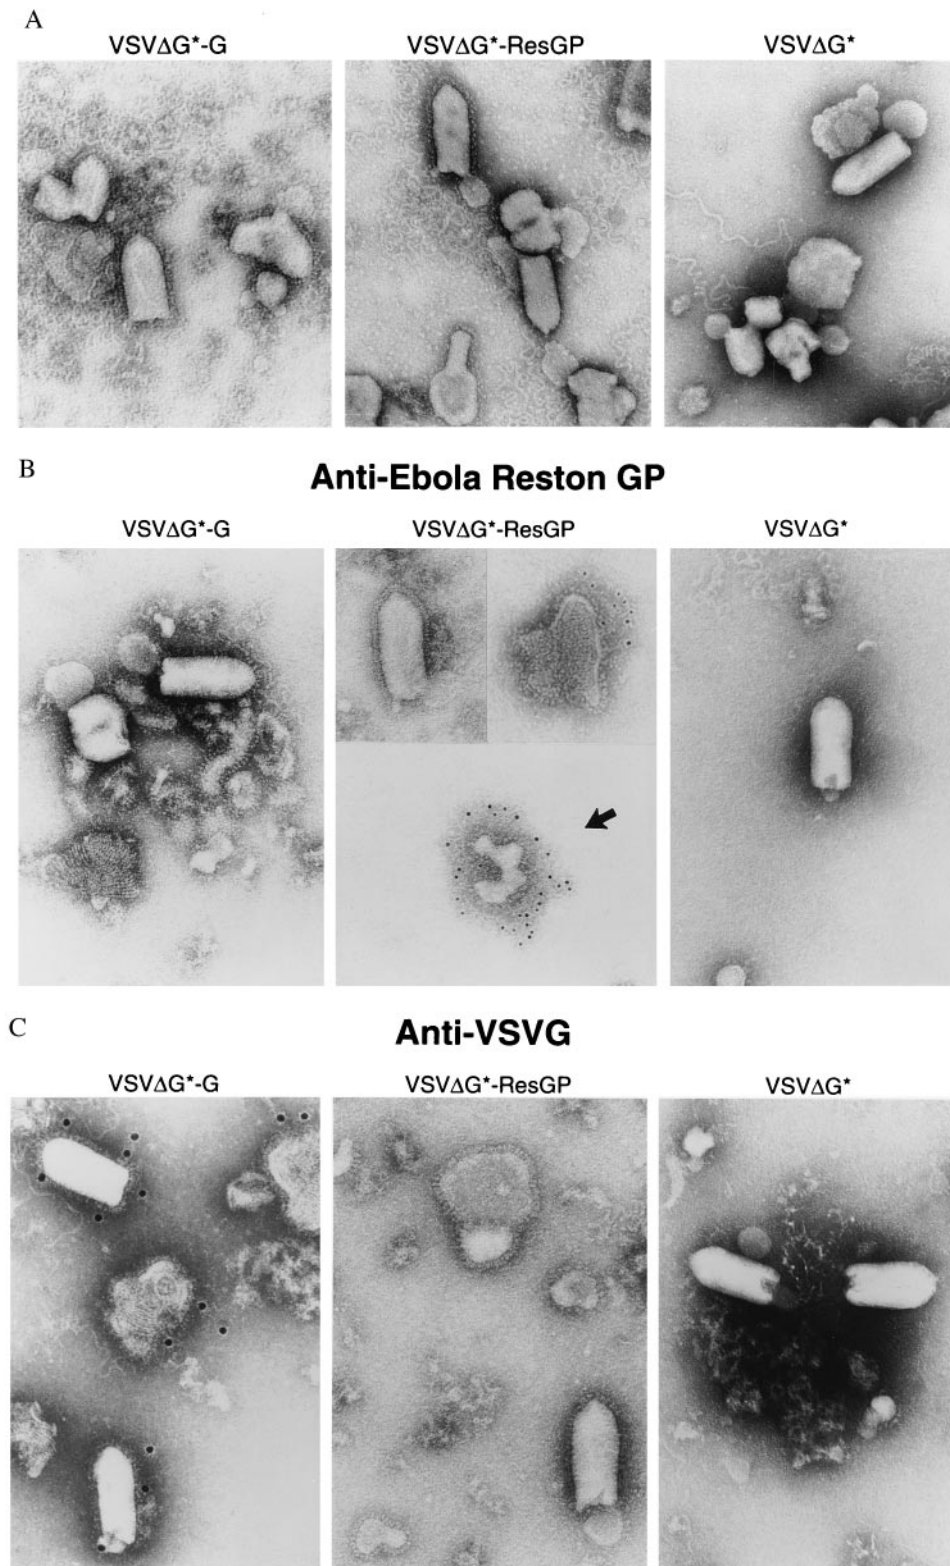 A
VSVΔG*-G VSVΔG*-ResGP VSVΔG*
B
Anti-Ebola Reston GP
VSVΔG*-G VSVΔG*-ResGP VSVΔG*
C
Anti-VSVG
VSVΔG*-G VSVΔG*-ResGP VSVΔG*